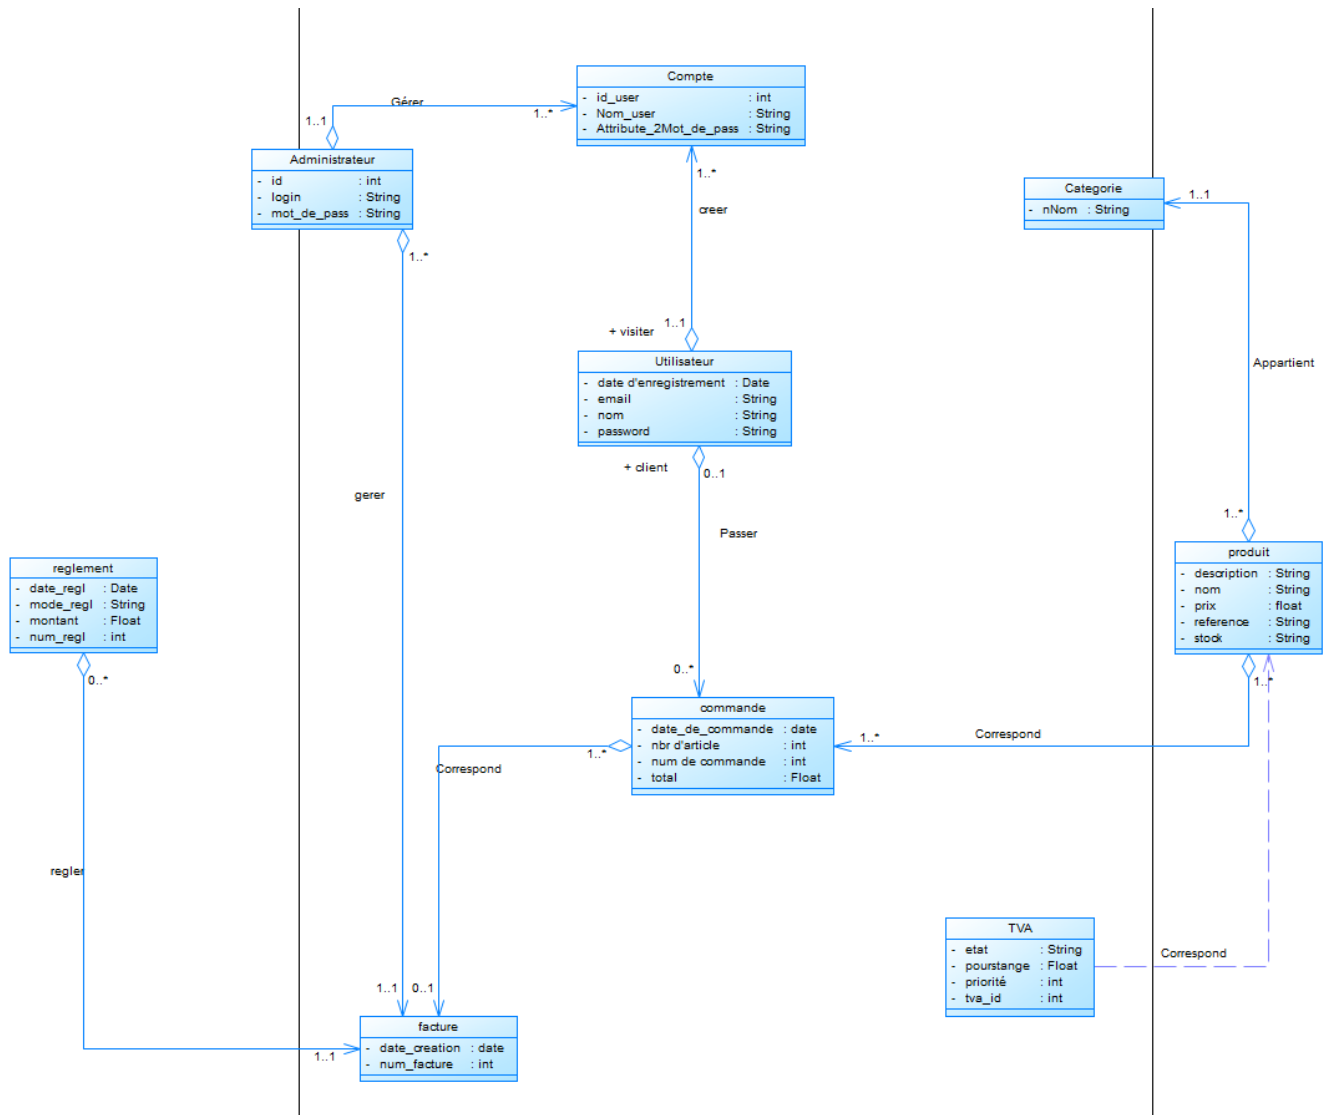 Compte
- id_user : int
- Nom_user : String
- Attribute_2Mot_de_pass : String
Gérer
1..1
1..*
Administrateur
- id : int
- login : String
- mot_de_pass : String
1..*
1..*
creer
Categorie
- nNom : String
1..1
+ visiter
1..1
Utilisateur
- date d'enregistrement : Date
- email : String
- nom : String
- password : String
Appartient
+ client
0..1
gerer
Passer
1..*
reglement
- date_regl : Date
- mode_regl : String
- montant : Float
- num_regl : int
0..*
produit
- description : String
- nom : String
- prix : float
- reference : String
- stock : String
1..*
0..*
commande
- date_de_commande : date
- nbr d'article : int
- num de commande : int
- total : Float
1..*
Correspond
1..*
Correspond
regler
TVA
- etat : String
- pourstange : Float
- priorité : int
- tva_id : int
Correspond
1..1
0..1
facture
- date_creation : date
- num_facture : int
1..1